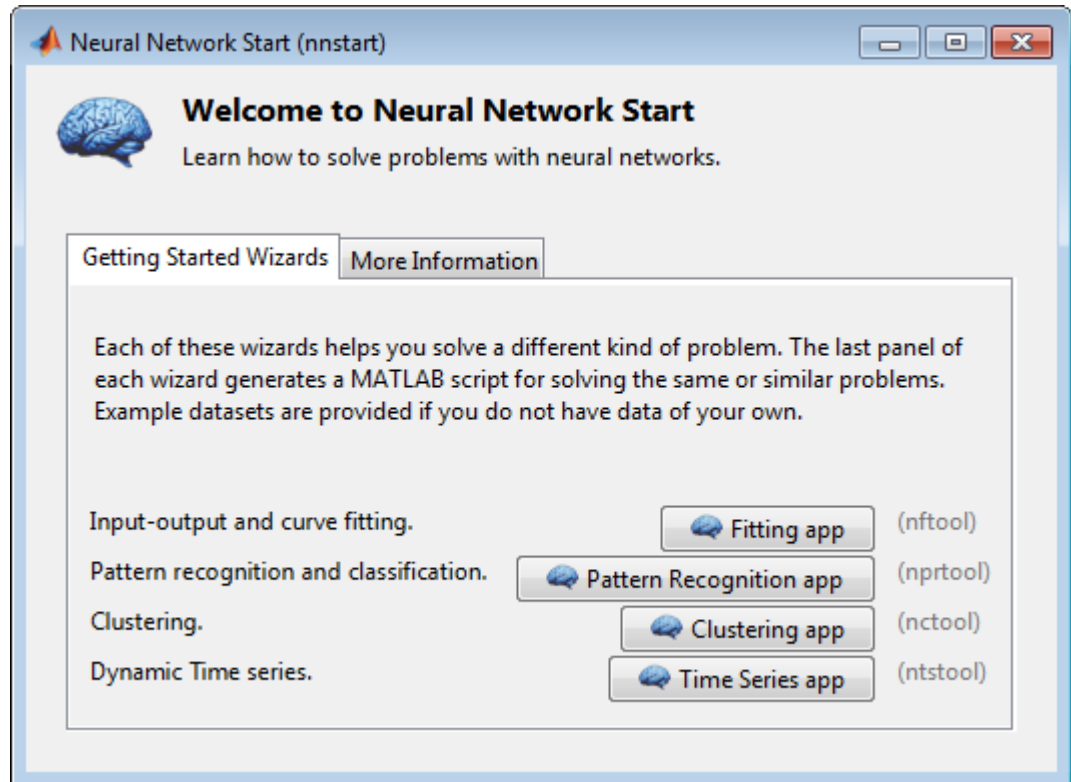 Neural Network Start (nnstart)
Welcome to Neural Network Start
Learn how to solve problems with neural networks.
Getting Started Wizards
More Information
Each of these wizards helps you solve a different kind of problem. The last panel of
each wizard generates a MATLAB script for solving the same or similar problems.
Example datasets are provided if you do not have data of your own.
Input-output and curve fitting. Fitting app (nftool)
Pattern recognition and classification. Pattern Recognition app (nprtool)
Clustering. Clustering app (nctool)
Dynamic Time series. Time Series app (ntstool)